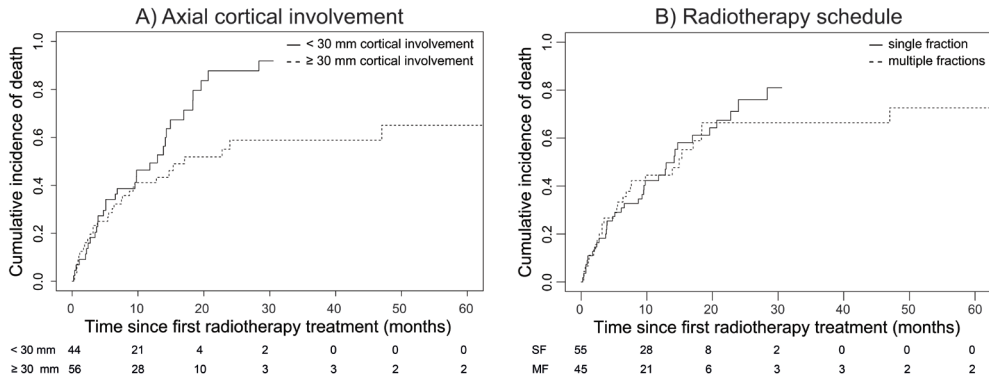 A) Axial cortical involvement
Cumulative incidence of death
1.0
0.8
0.6
0.4
0.2
0.0
< 30 mm cortical involvement
≥ 30 mm cortical involvement
0 10 20 30 40 50 60
Time since first radiotherapy treatment (months)
< 30 mm 44 21 4 2 0 0 0
≥ 30 mm 56 28 10 3 3 2 2
B) Radiotherapy schedule
Cumulative incidence of death
1.0
0.8
0.6
0.4
0.2
0.0
single fraction
multiple fractions
0 10 20 30 40 50 60
Time since first radiotherapy treatment (months)
SF 55 28 8 2 0 0 0
MF 45 21 6 3 3 2 2